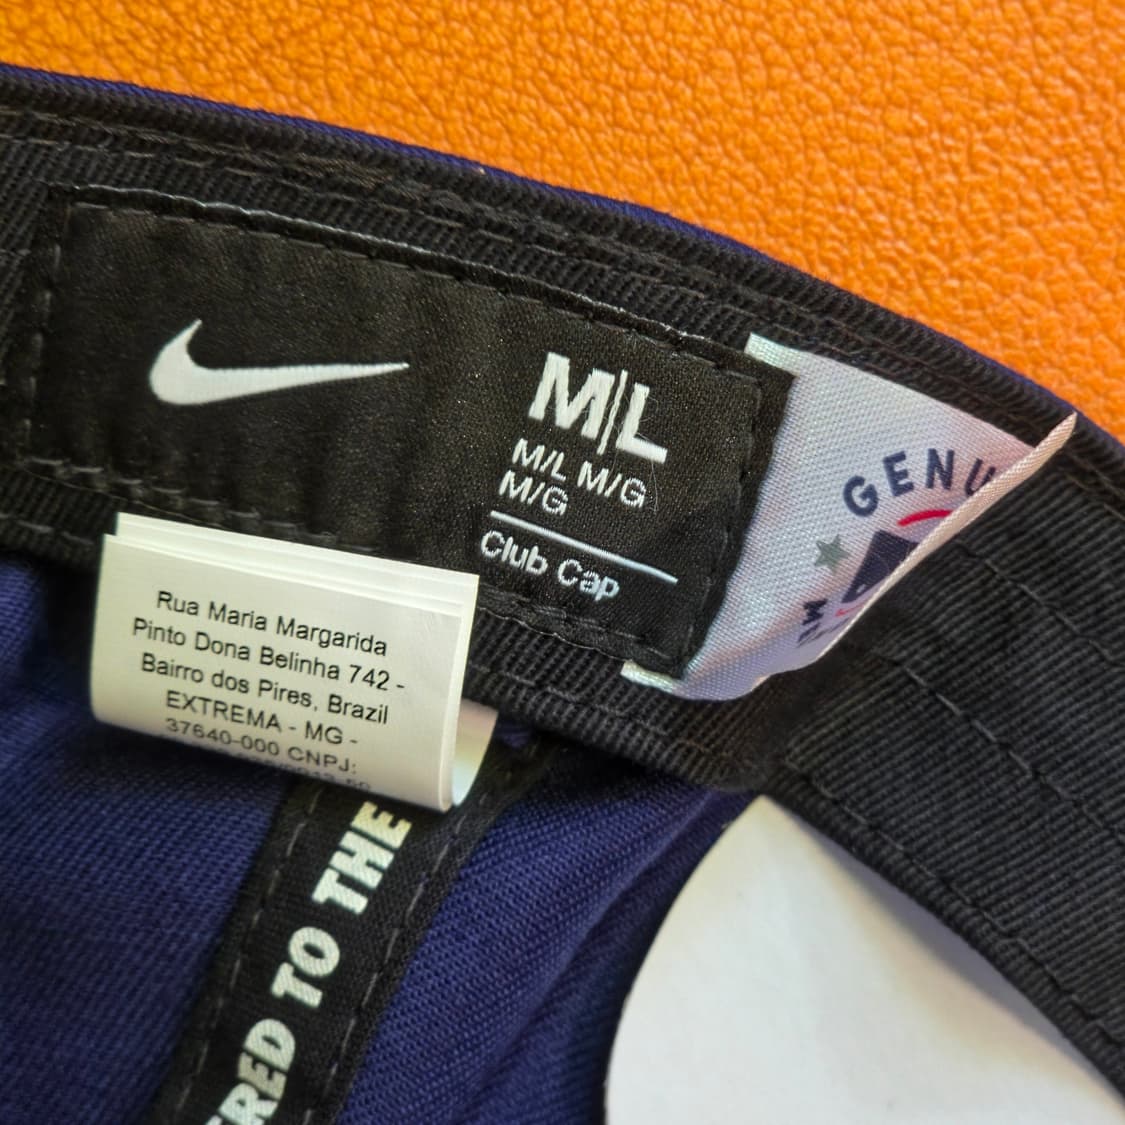 M|L
M/L M/G
M/G
Club Cap
GENU
Rua Maria Margarida
Pinto Dona Belinha 742 -
Bairro dos Pires, Brazil
EXTREMA - MG -
37640-000 CNPJ:
RED TO THE